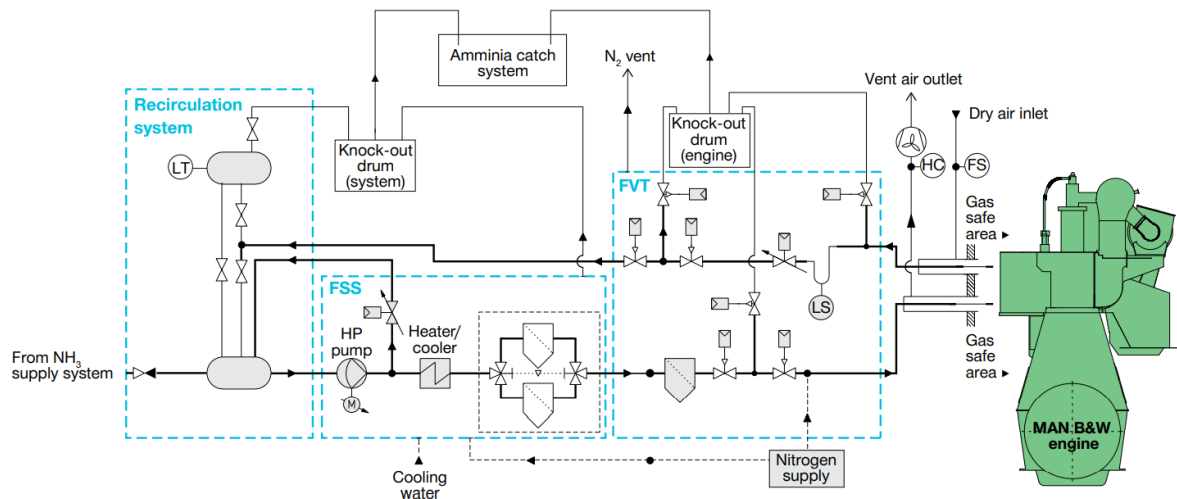 Amminia catch
system
N2 vent
Vent air outlet
Dry air inlet
Recirculation
system
Knock-out
drum
(system)
Knock-out
drum
(engine)
LT
HC
FS
FVT
Gas
safe
area
FSS
LS
HP
pump
Heater/
cooler
M
From NH3
supply system
Gas
safe
area
MAN B&W
engine
Cooling
water
Nitrogen
supply